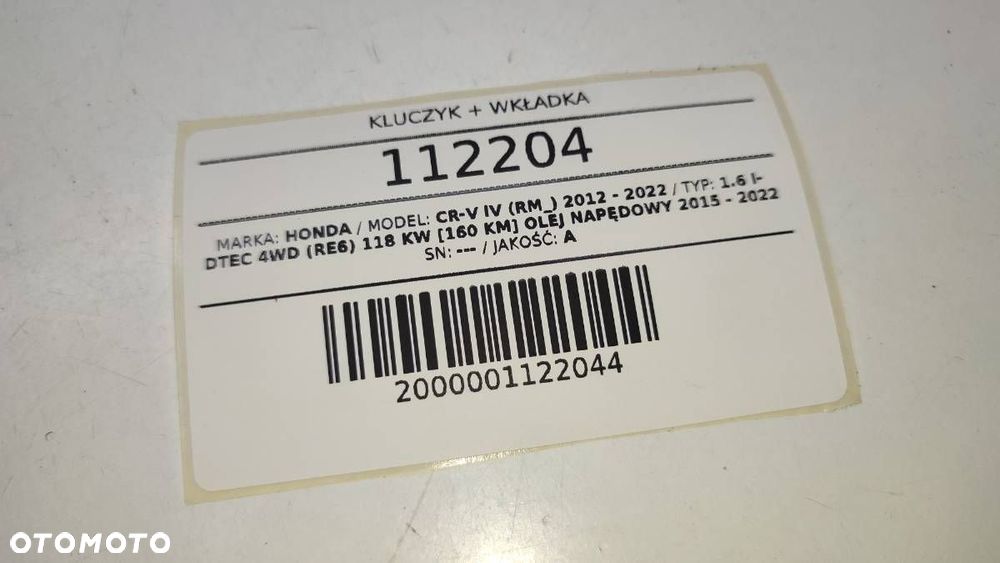 KLUCZYK + WKŁADKA
112204
MARKA: HONDA / MODEL: CR-V IV (RM_) 2012 - 2022 / TYP: 1.6 I-
DTEC 4WD (RE6) 118 KW [160 KM] OLEJ NAPĘDOWY 2015 - 2022
SN: --- / JAKOŚĆ: A
2000001122044
OTOMOTO